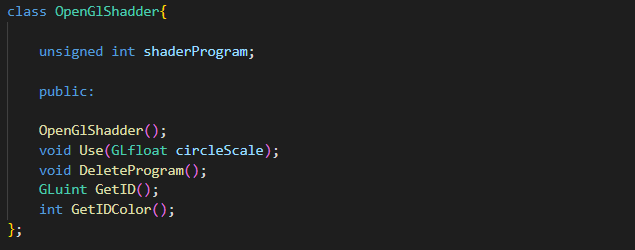 class OpenGlShadder{
unsigned int shaderProgram;
public:
OpenGlShadder();
void Use(GLfloat circleScale);
void DeleteProgram();
GLuint GetID();
int GetIDColor();
};